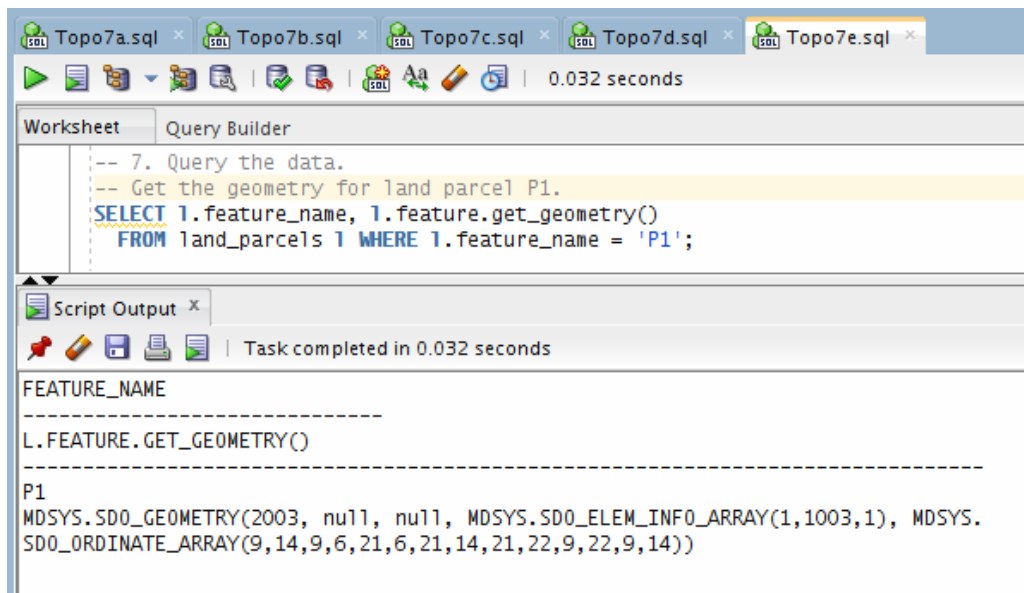 Topo7a.sql × Topo7b.sql × Topo7c.sql × Topo7d.sql × Topo7e.sql ×
0.032 seconds
Worksheet Query Builder
-- 7. Query the data.
-- Get the geometry for land parcel P1.
SELECT l.feature_name, l.feature.get_geometry()
FROM land_parcels l WHERE l.feature_name = 'P1';
Script Output x
Task completed in 0.032 seconds
FEATURE_NAME
------------------------------
L.FEATURE.GET_GEOMETRY()
--------------------------------------------------------------------------------
P1
MDSYS.SDO_GEOMETRY(2003, null, null, MDSYS.SDO_ELEM_INFO_ARRAY(1,1003,1), MDSYS.
SDO_ORDINATE_ARRAY(9,14,9,6,21,6,21,14,21,22,9,22,9,14))